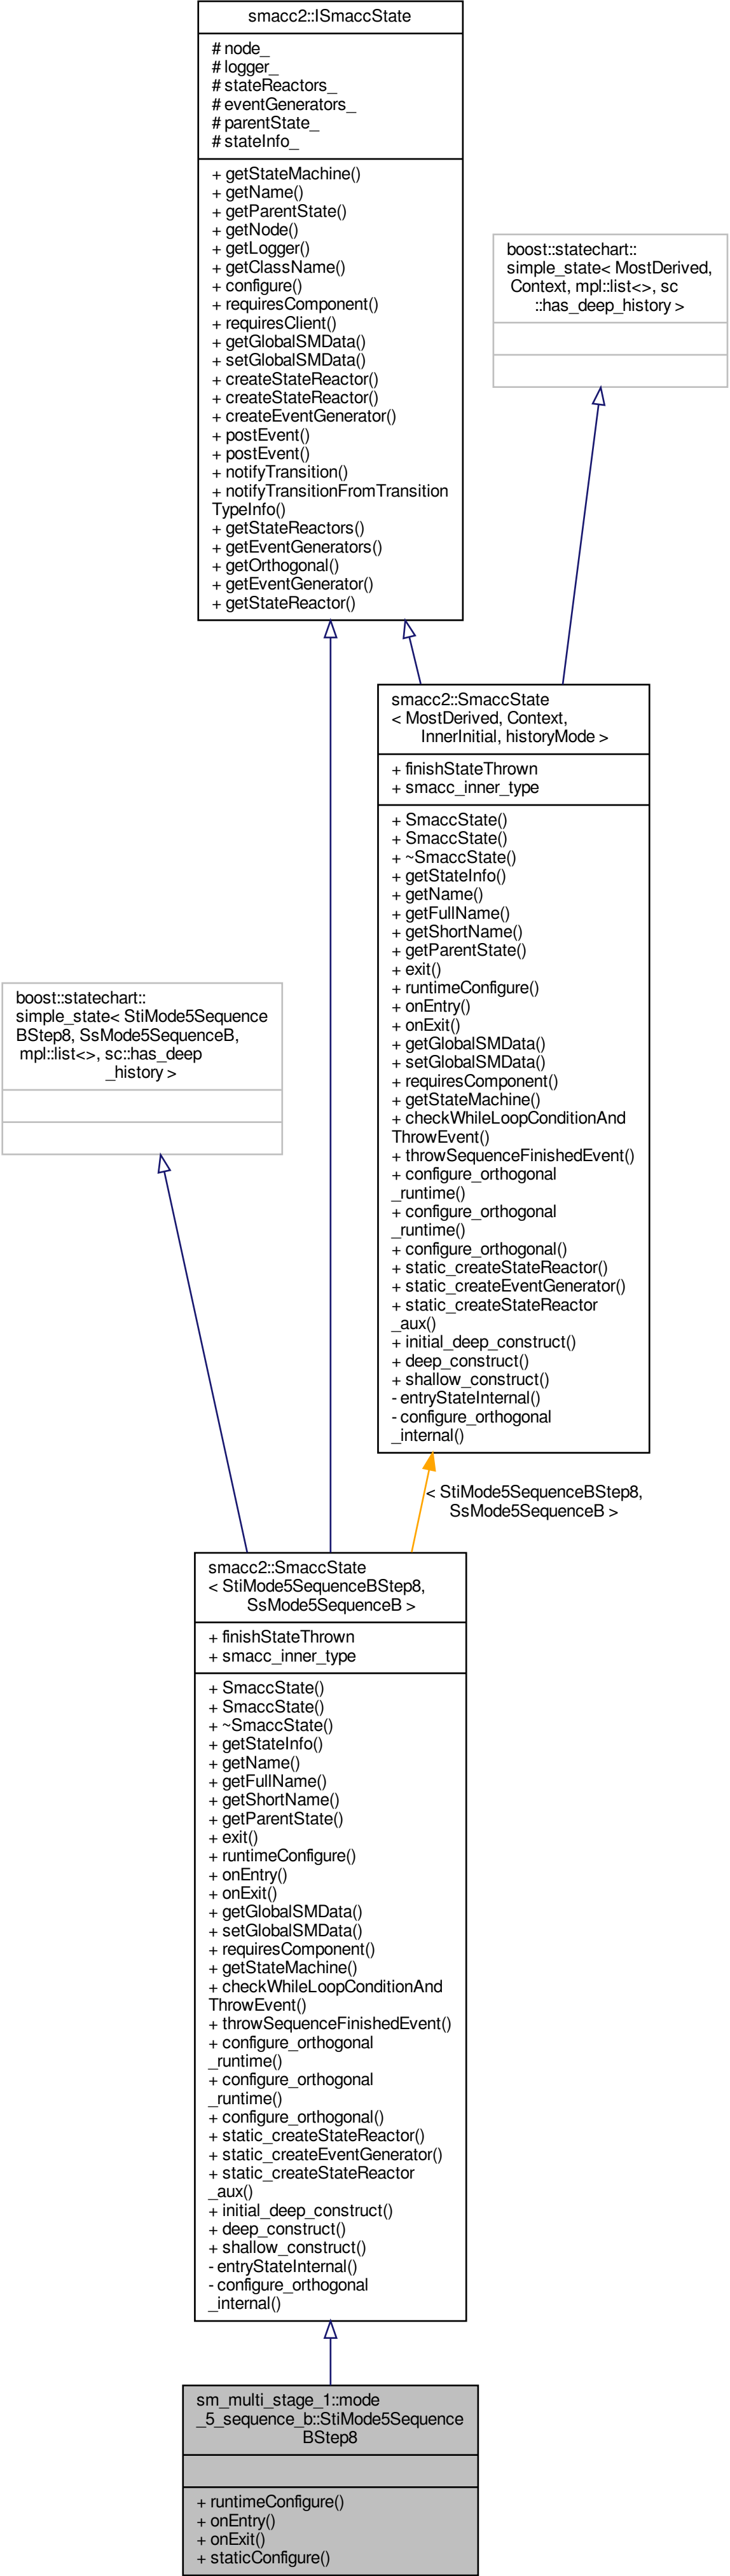 smacc2::ISmaccState
# node_
# logger_
# stateReactors_
# eventGenerators_
# parentState_
# stateInfo_
+ getStateMachine()
+ getName()
+ getParentState()
+ getNode()
+ getLogger()
+ getClassName()
+ configure()
+ requiresComponent()
+ requiresClient()
+ getGlobalSMData()
+ setGlobalSMData()
+ createStateReactor()
+ createStateReactor()
+ createEventGenerator()
+ postEvent()
+ postEvent()
+ notifyTransition()
+ notifyTransitionFromTransition
TypeInfo()
+ getStateReactors()
+ getEventGenerators()
+ getOrthogonal()
+ getEventGenerator()
+ getStateReactor()
boost::statechart::
simple_state< MostDerived,
Context, mpl::list<>, sc
::has_deep_history >
smacc2::SmaccState
< MostDerived, Context,
InnerInitial, historyMode >
+ finishStateThrown
+ smacc_inner_type
+ SmaccState()
+ SmaccState()
+ ~SmaccState()
+ getStateInfo()
+ getName()
+ getFullName()
+ getShortName()
+ getParentState()
+ exit()
+ runtimeConfigure()
+ onEntry()
+ onExit()
+ getGlobalSMData()
+ setGlobalSMData()
+ requiresComponent()
+ getStateMachine()
+ checkWhileLoopConditionAnd
ThrowEvent()
+ throwSequenceFinishedEvent()
+ configure_orthogonal
_runtime()
+ configure_orthogonal
_runtime()
+ configure_orthogonal()
+ static_createStateReactor()
+ static_createEventGenerator()
+ static_createStateReactor
_aux()
+ initial_deep_construct()
+ deep_construct()
+ shallow_construct()
- entryStateInternal()
- configure_orthogonal
_internal()
boost::statechart::
simple_state< StiMode5Sequence
BStep8, SsMode5SequenceB,
mpl::list<>, sc::has_deep
_history >
< StiMode5SequenceBStep8,
SsMode5SequenceB >
smacc2::SmaccState
< StiMode5SequenceBStep8,
SsMode5SequenceB >
+ finishStateThrown
+ smacc_inner_type
+ SmaccState()
+ SmaccState()
+ ~SmaccState()
+ getStateInfo()
+ getName()
+ getFullName()
+ getShortName()
+ getParentState()
+ exit()
+ runtimeConfigure()
+ onEntry()
+ onExit()
+ getGlobalSMData()
+ setGlobalSMData()
+ requiresComponent()
+ getStateMachine()
+ checkWhileLoopConditionAnd
ThrowEvent()
+ throwSequenceFinishedEvent()
+ configure_orthogonal
_runtime()
+ configure_orthogonal
_runtime()
+ configure_orthogonal()
+ static_createStateReactor()
+ static_createEventGenerator()
+ static_createStateReactor
_aux()
+ initial_deep_construct()
+ deep_construct()
+ shallow_construct()
- entryStateInternal()
- configure_orthogonal
_internal()
sm_multi_stage_1::mode
_5_sequence_b::StiMode5Sequence
BStep8
+ runtimeConfigure()
+ onEntry()
+ onExit()
+ staticConfigure()